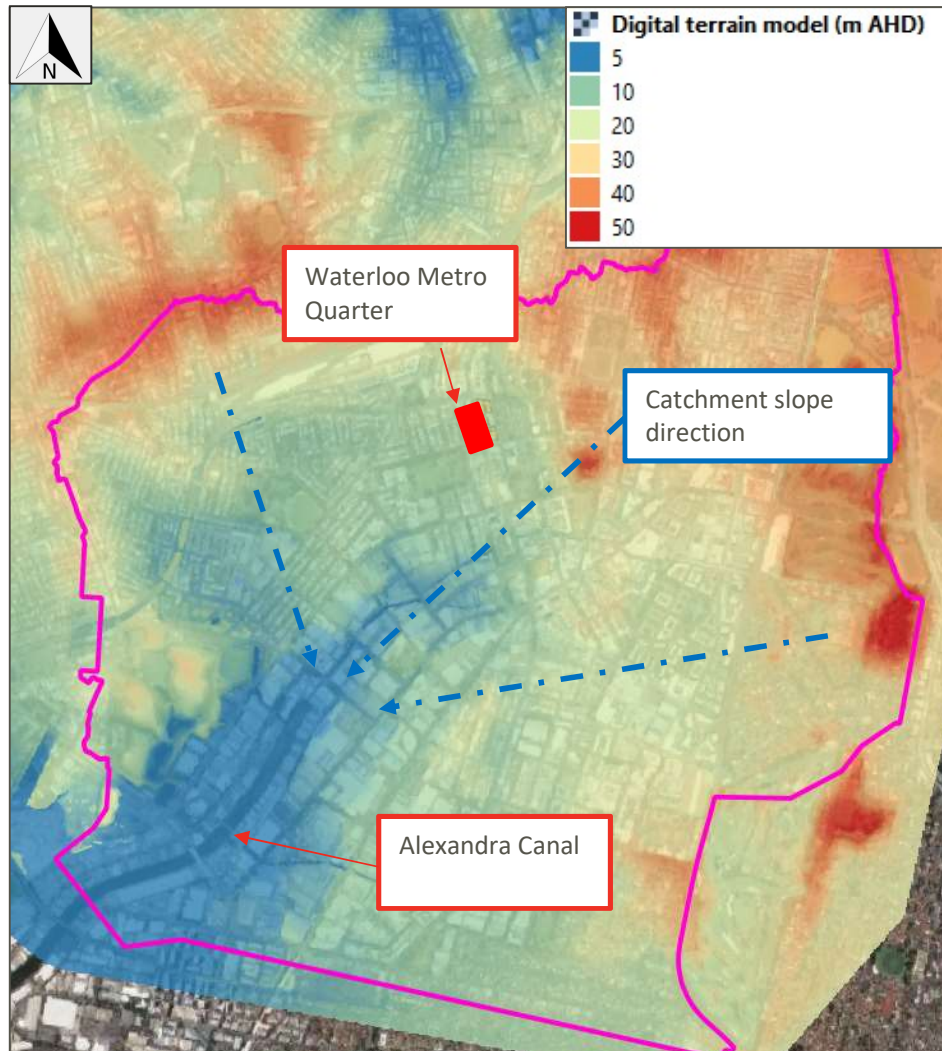 N
Digital terrain model (m AHD)
5
10
20
30
40
50
Waterloo Metro
Quarter
Catchment slope
direction
Alexandra Canal